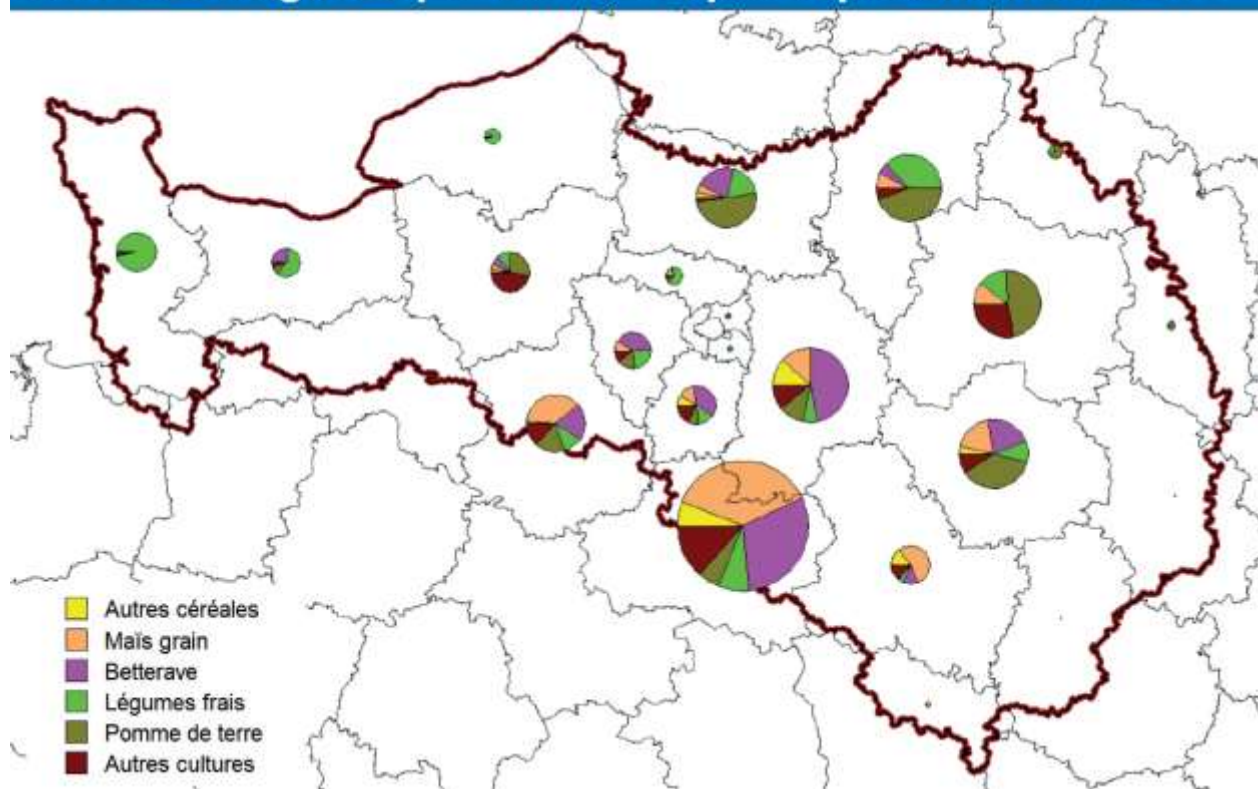 Autres céréales
Maïs grain
Betterave
Légumes frais
Pomme de terre
Autres cultures